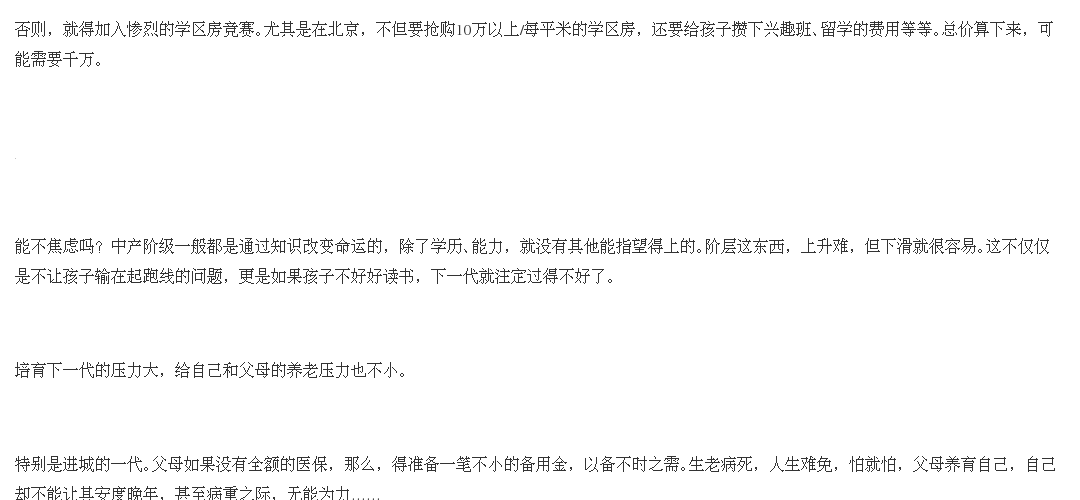 否则，就得加入惨烈的学区房竞赛。尤其是在北京，不但要抢购10万以上/每平米的学区房，还要给孩子攒下兴趣班、留学的费用等等。总价算下来，可
能需要千万。
能不焦虑吗？中产阶级一般都是通过知识改变命运的，除了学历、能力，就没有其他能指望得上的。阶层这东西，上升难，但下滑就很容易。这不仅仅
是不让孩子输在起跑线的问题，更是如果孩子不好好读书，下一代就注定过得不好了。
培育下一代的压力大，给自己和父母的养老压力也不小。
特别是进城的一代。父母如果没有全额的医保，那么，得准备一笔不小的备用金，以备不时之需。生老病死，人生难免，怕就怕，父母养育自己，自己
却不能让其安度晚年，甚至病重之际，无能为力……